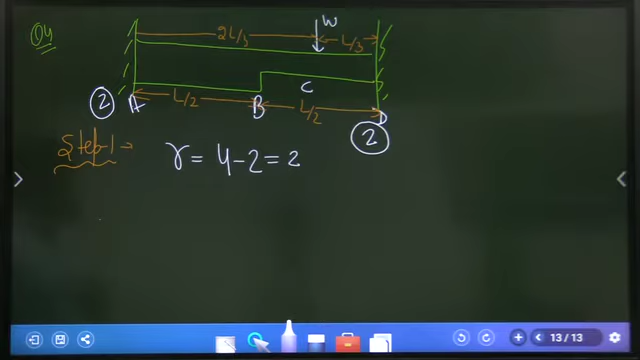 Q4
2L/3
W
L/3
C
2 A
L/2
B
L/2
D
2
Step-1 →
r = 4-2 = 2
13 / 13